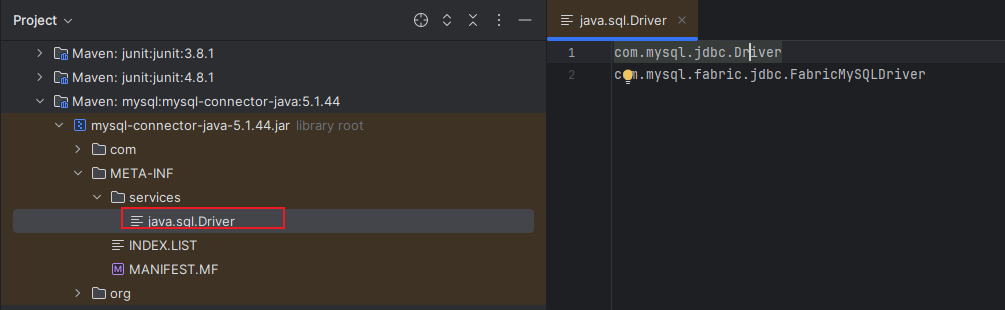 Project
Maven: junit:junit:3.8.1
Maven: junit:junit:4.8.1
Maven: mysql:mysql-connector-java:5.1.44
mysql-connector-java-5.1.44.jar library root
com
META-INF
services
java.sql.Driver
INDEX.LIST
MANIFEST.MF
org
java.sql.Driver
1 com.mysql.jdbc.Driver
2 com.mysql.fabric.jdbc.FabricMySQLDriver